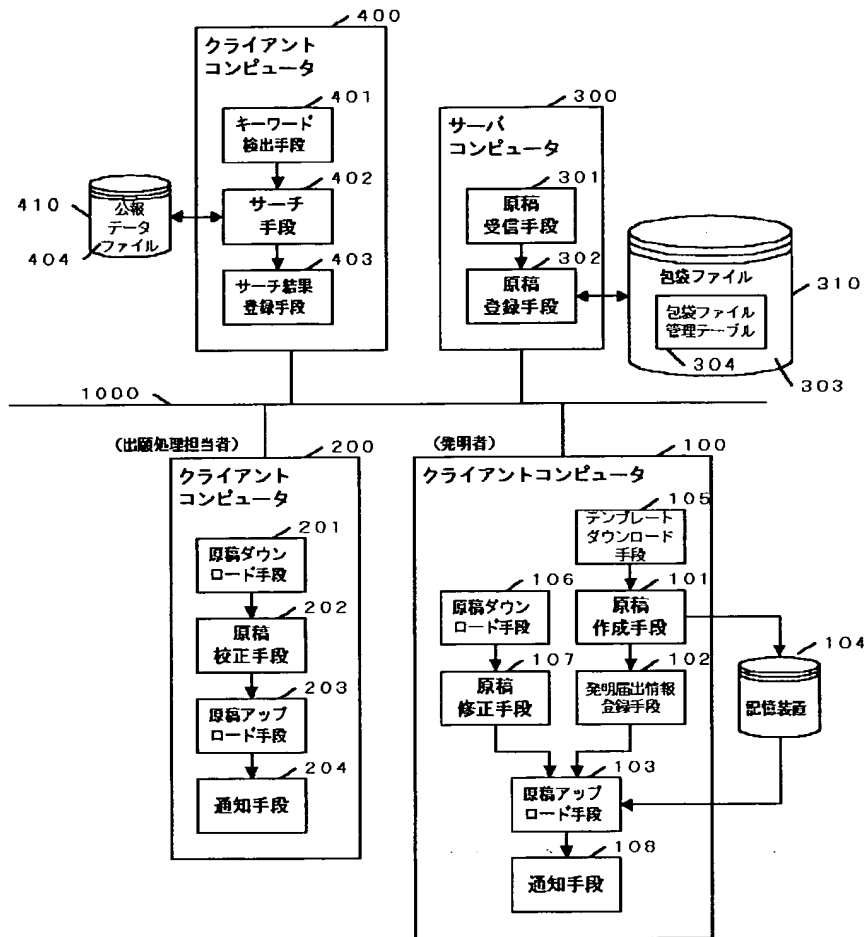 400
クライアント
コンピュータ
401
キーワード
検出手段
402
サーチ
手段
403
サーチ結果
登録手段
410
公報
データ
ファイル
404
300
サーバ
コンピュータ
301
原稿
受信手段
302
原稿
登録手段
包袋ファイル
310
包袋ファイル
管理テーブル
304
303
1000
(出願処理担当者)
200
クライアント
コンピュータ
201
原稿ダウン
ロード手段
202
原稿
校正手段
203
原稿アップ
ロード手段
204
通知手段
(発明者)
100
クライアントコンピュータ
105
テンプレート
ダウンロード
手段
106
原稿ダウン
ロード手段
101
原稿
作成手段
104
記憶装置
107
原稿
修正手段
102
発明届出情報
登録手段
103
原稿アップ
ロード手段
108
通知手段